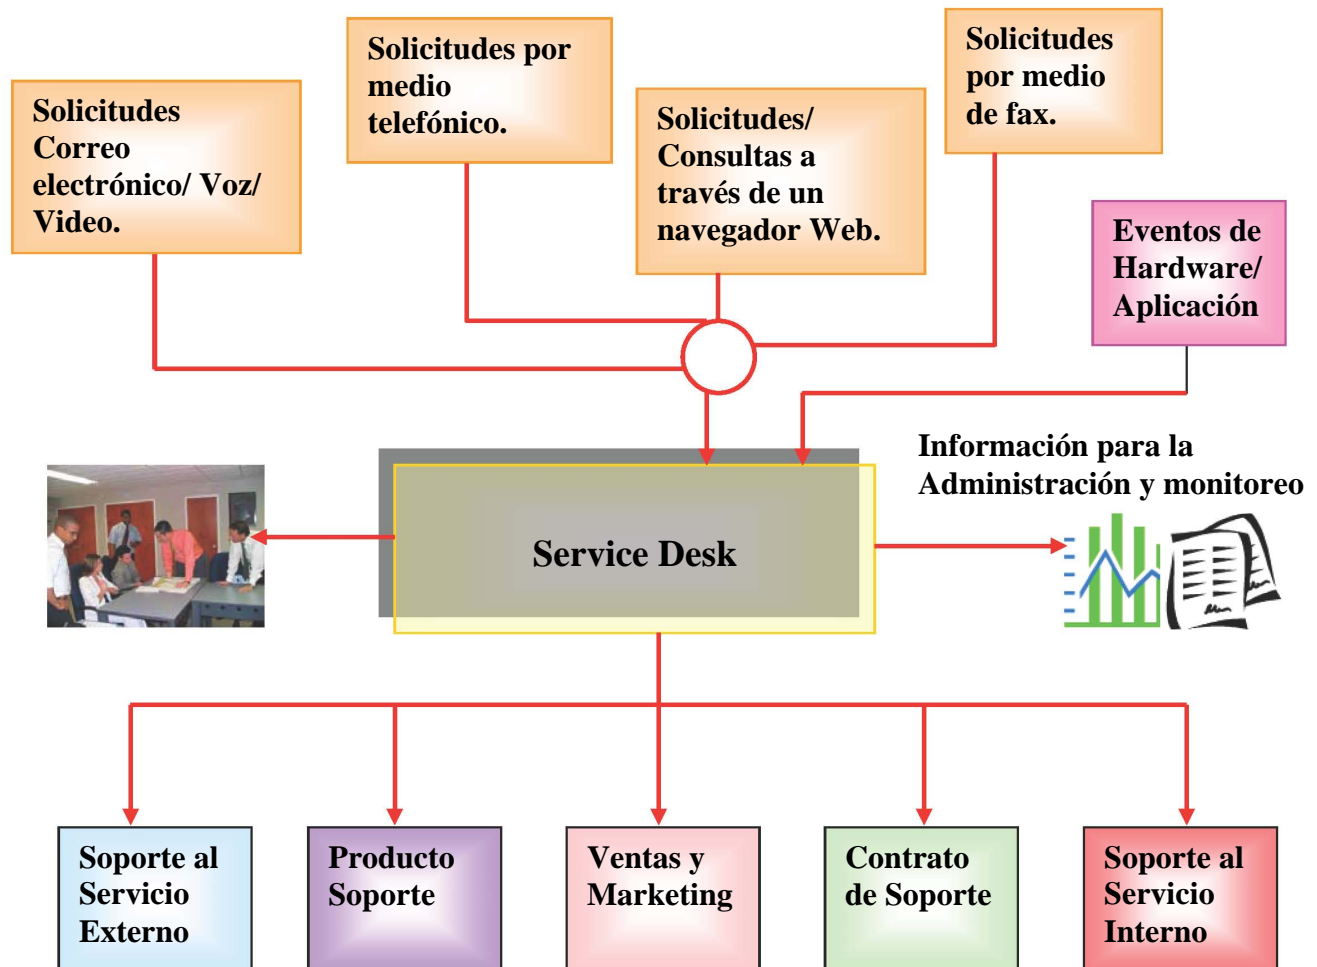 Solicitudes
Correo
electrónico/ Voz/
Video.
Solicitudes por
medio
telefónico.
Solicitudes/
Consultas a
través de un
navegador Web.
Solicitudes
por medio
de fax.
Eventos de
Hardware/
Aplicación
Información para la
Administración y monitoreo
Service Desk
Soporte al
Servicio
Externo
Producto
Soporte
Ventas y
Marketing
Contrato
de Soporte
Soporte al
Servicio
Interno